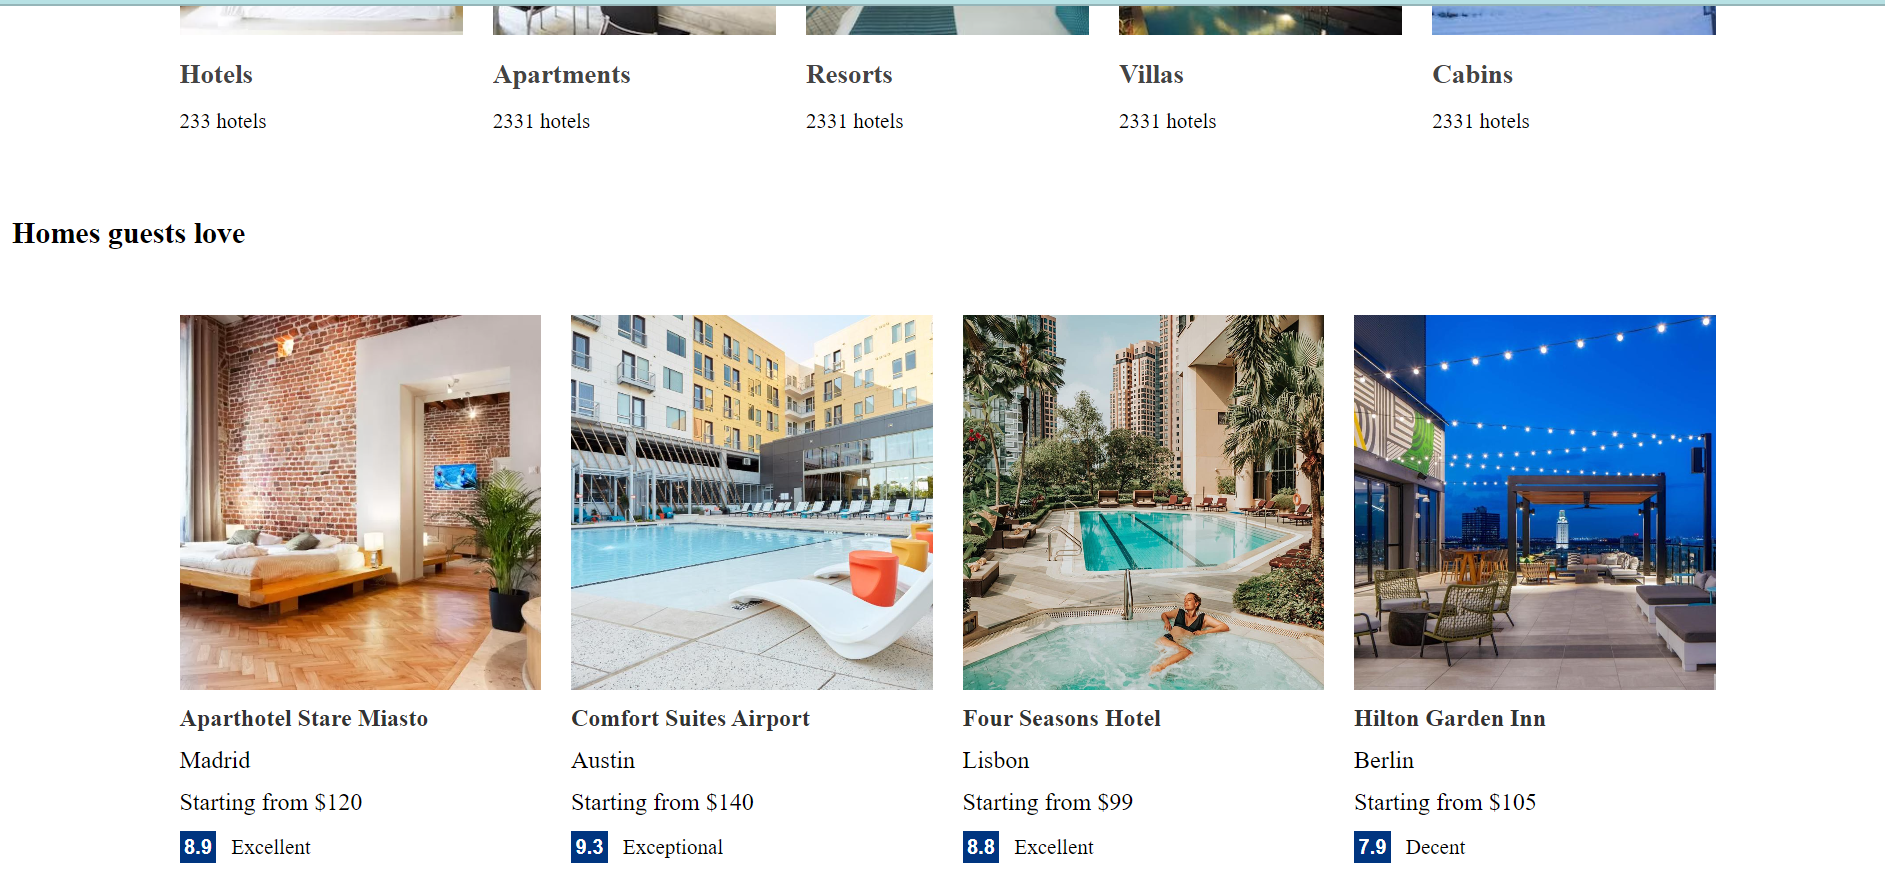 Hotels
Apartments
Resorts
Villas
Cabins
233 hotels
2331 hotels
2331 hotels
2331 hotels
2331 hotels
Homes guests love
Aparthotel Stare Miasto
Madrid
Starting from $120
8.9 Excellent
Comfort Suites Airport
Austin
Starting from $140
9.3 Exceptional
Four Seasons Hotel
Lisbon
Starting from $99
8.8 Excellent
Hilton Garden Inn
Berlin
Starting from $105
7.9 Decent